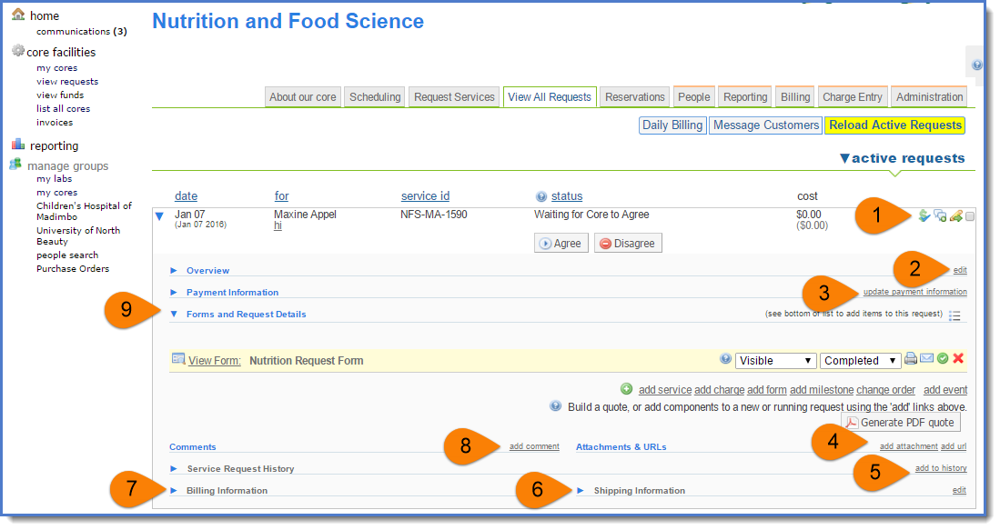 home
communications (3)
core facilities
my cores
view requests
view funds
list all cores
invoices
reporting
manage groups
my labs
my cores
Children's Hospital of
Madimbo
University of North
Beauty
people search
Purchase Orders
Nutrition and Food Science
About our core Scheduling Request Services View All Requests Reservations People Reporting Billing Charge Entry Administration
Daily Billing Message Customers Reload Active Requests
▼active requests
date for service id status cost
Jan 07 Maxine Appel NFS-MA-1590 Waiting for Core to Agree $0.00 1
(Jan 07 2016) hi ($0.00)
Agree Disagree
Overview 2 edit
Payment Information 3 update payment information
9 Forms and Request Details (see bottom of list to add items to this request)
View Form: Nutrition Request Form Visible Completed
add service add charge add form add milestone change order add event
Build a quote, or add components to a new or running request using the 'add' links above.
Generate PDF quote
Comments 8 add comment Attachments & URLs 4 add attachment add url
Service Request History 5 add to history
7 Billing Information 6 Shipping Information edit